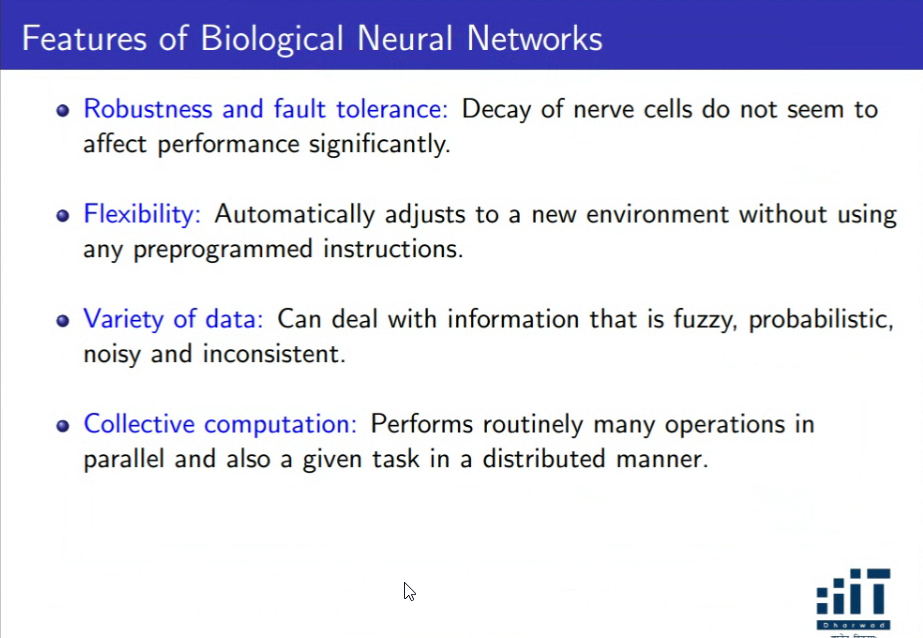 Features of Biological Neural Networks
Robustness and fault tolerance: Decay of nerve cells do not seem to
affect performance significantly.
Flexibility: Automatically adjusts to a new environment without using
any preprogrammed instructions.
Variety of data: Can deal with information that is fuzzy, probabilistic,
noisy and inconsistent.
Collective computation: Performs routinely many operations in
parallel and also a given task in a distributed manner.
Dharwad